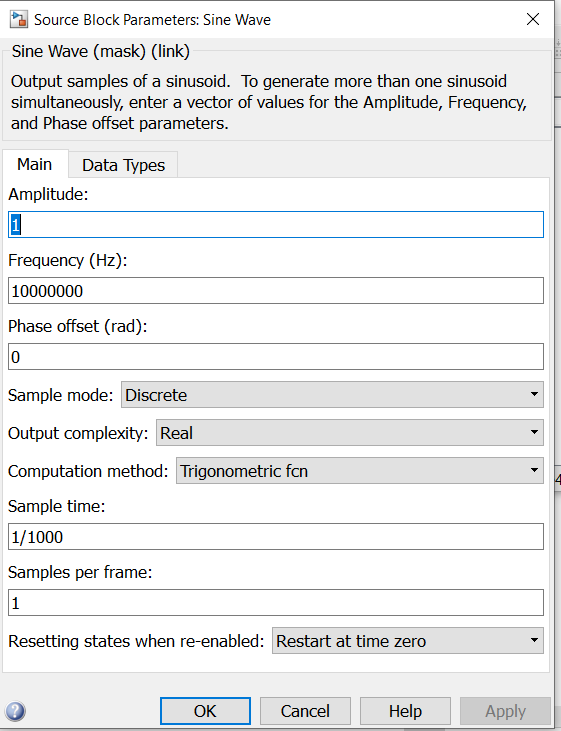 Source Block Parameters: Sine Wave
Sine Wave (mask) (link)
Output samples of a sinusoid.  To generate more than one sinusoid
simultaneously, enter a vector of values for the Amplitude, Frequency,
and Phase offset parameters.
Main Data Types
Amplitude:
1
Frequency (Hz):
10000000
Phase offset (rad):
0
Sample mode: Discrete
Output complexity: Real
Computation method: Trigonometric fcn
Sample time:
1/1000
Samples per frame:
1
Resetting states when re-enabled: Restart at time zero
? OK Cancel Help Apply